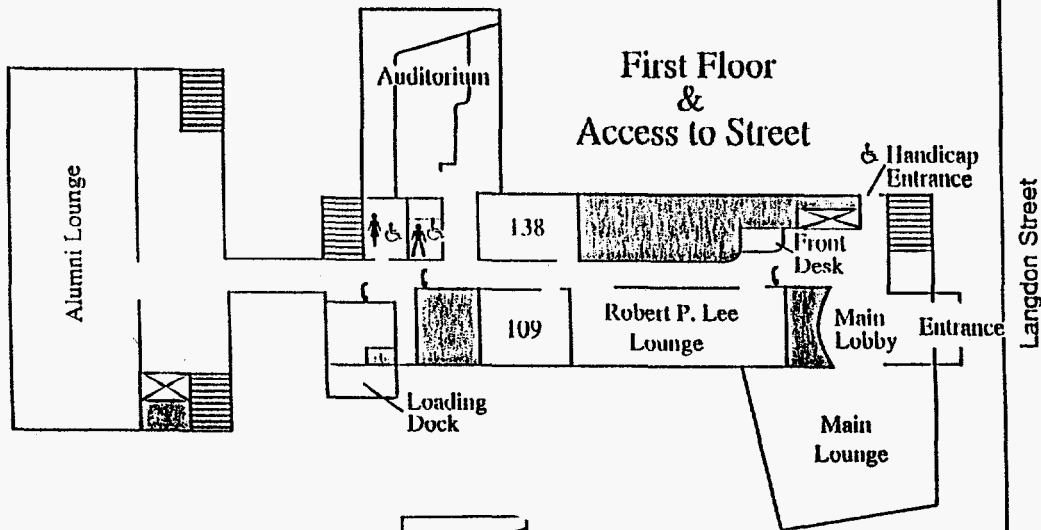 First Floor
&
Access to Street
Auditorium
Handicap
Entrance
Alumni Lounge
138
Front
Desk
Langdon Street
109
Robert P. Lee
Lounge
Main
Lobby
Entrance
Loading
Dock
Main
Lounge